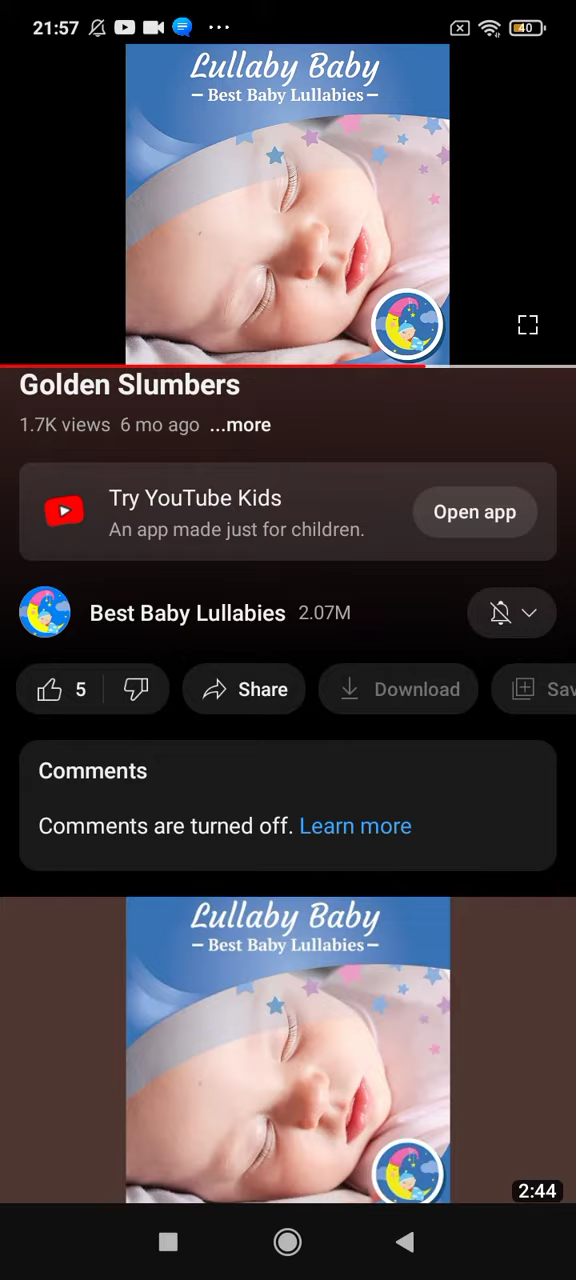 21:57
40
Lullaby Baby
Best Baby Lullabies
Golden Slumbers
1.7K views 6 mo ago ...more
Try YouTube Kids
An app made just for children.
Open app
Best Baby Lullabies 2.07M
5
Share
Download
Sav
Comments
Comments are turned off. Learn more
Lullaby Baby
Best Baby Lullabies
2:44